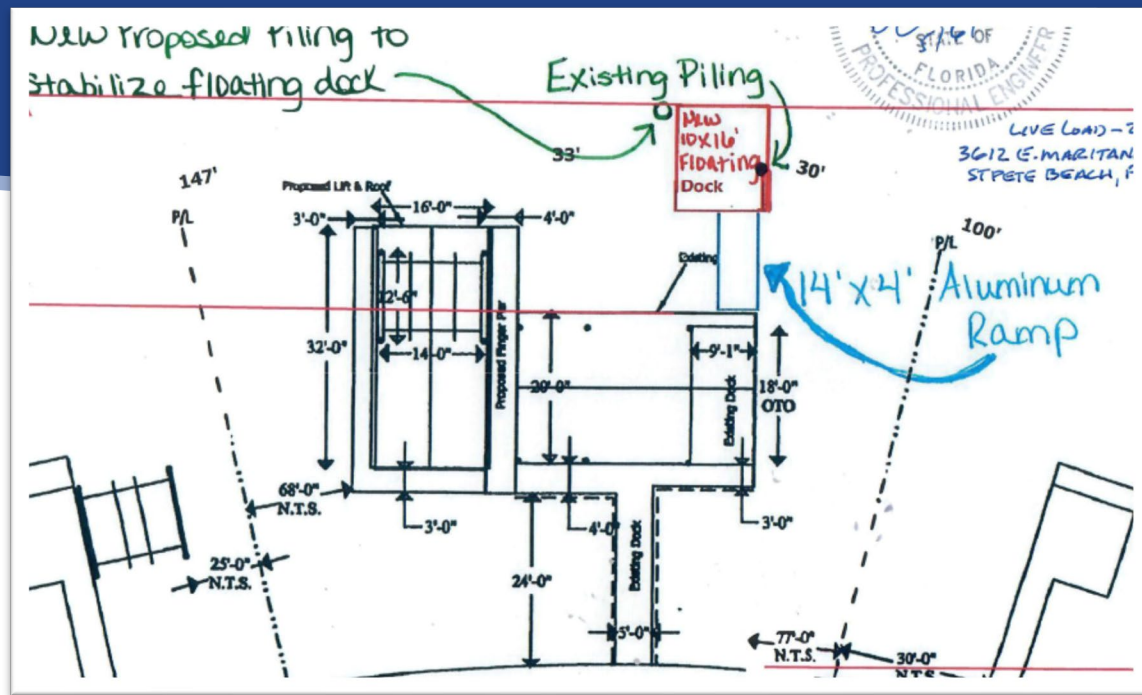 New Proposed Piling to
stabilize floating dock
Existing Piling
STATE OF
FLORIDA
PROFESSIONAL ENGINEER
LIVE LOAD-
3612 E. MARITAN
ST PETE BEACH, F
New
10x16'
Floating
Dock
33'
30'
147'
P/L
Proposed Lift & Roof
16'-0"
3'-0"
4'-0"
100'
P/L
Existing
14' x 4' Aluminum
Ramp
12'-6"
32'-0"
14'-0"
Proposed Finger Pier
20'-0"
9'-1"
Existing Dock
18'-0"
OTO
68'-0"
N.T.S.
3'-0"
4'-0"
3'-0"
25'-0"
N.T.S.
24'-0"
Existing Dock
5'-0"
77'-0"
N.T.S.
30'-0"
NTS